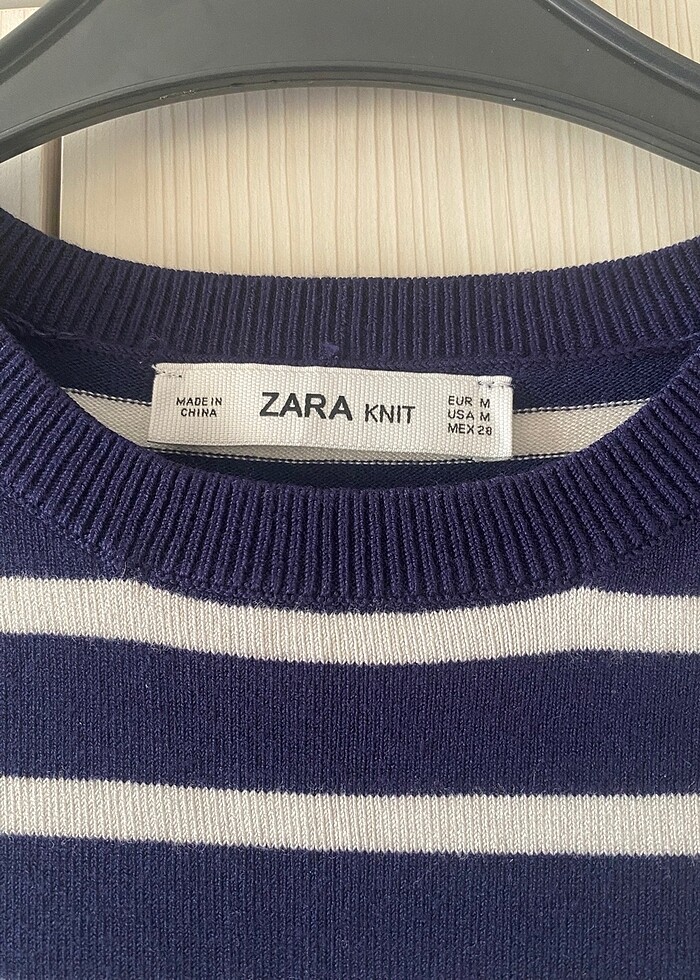 MADE IN
CHINA
ZARA KNIT
EUR M
USA M
MEX 28